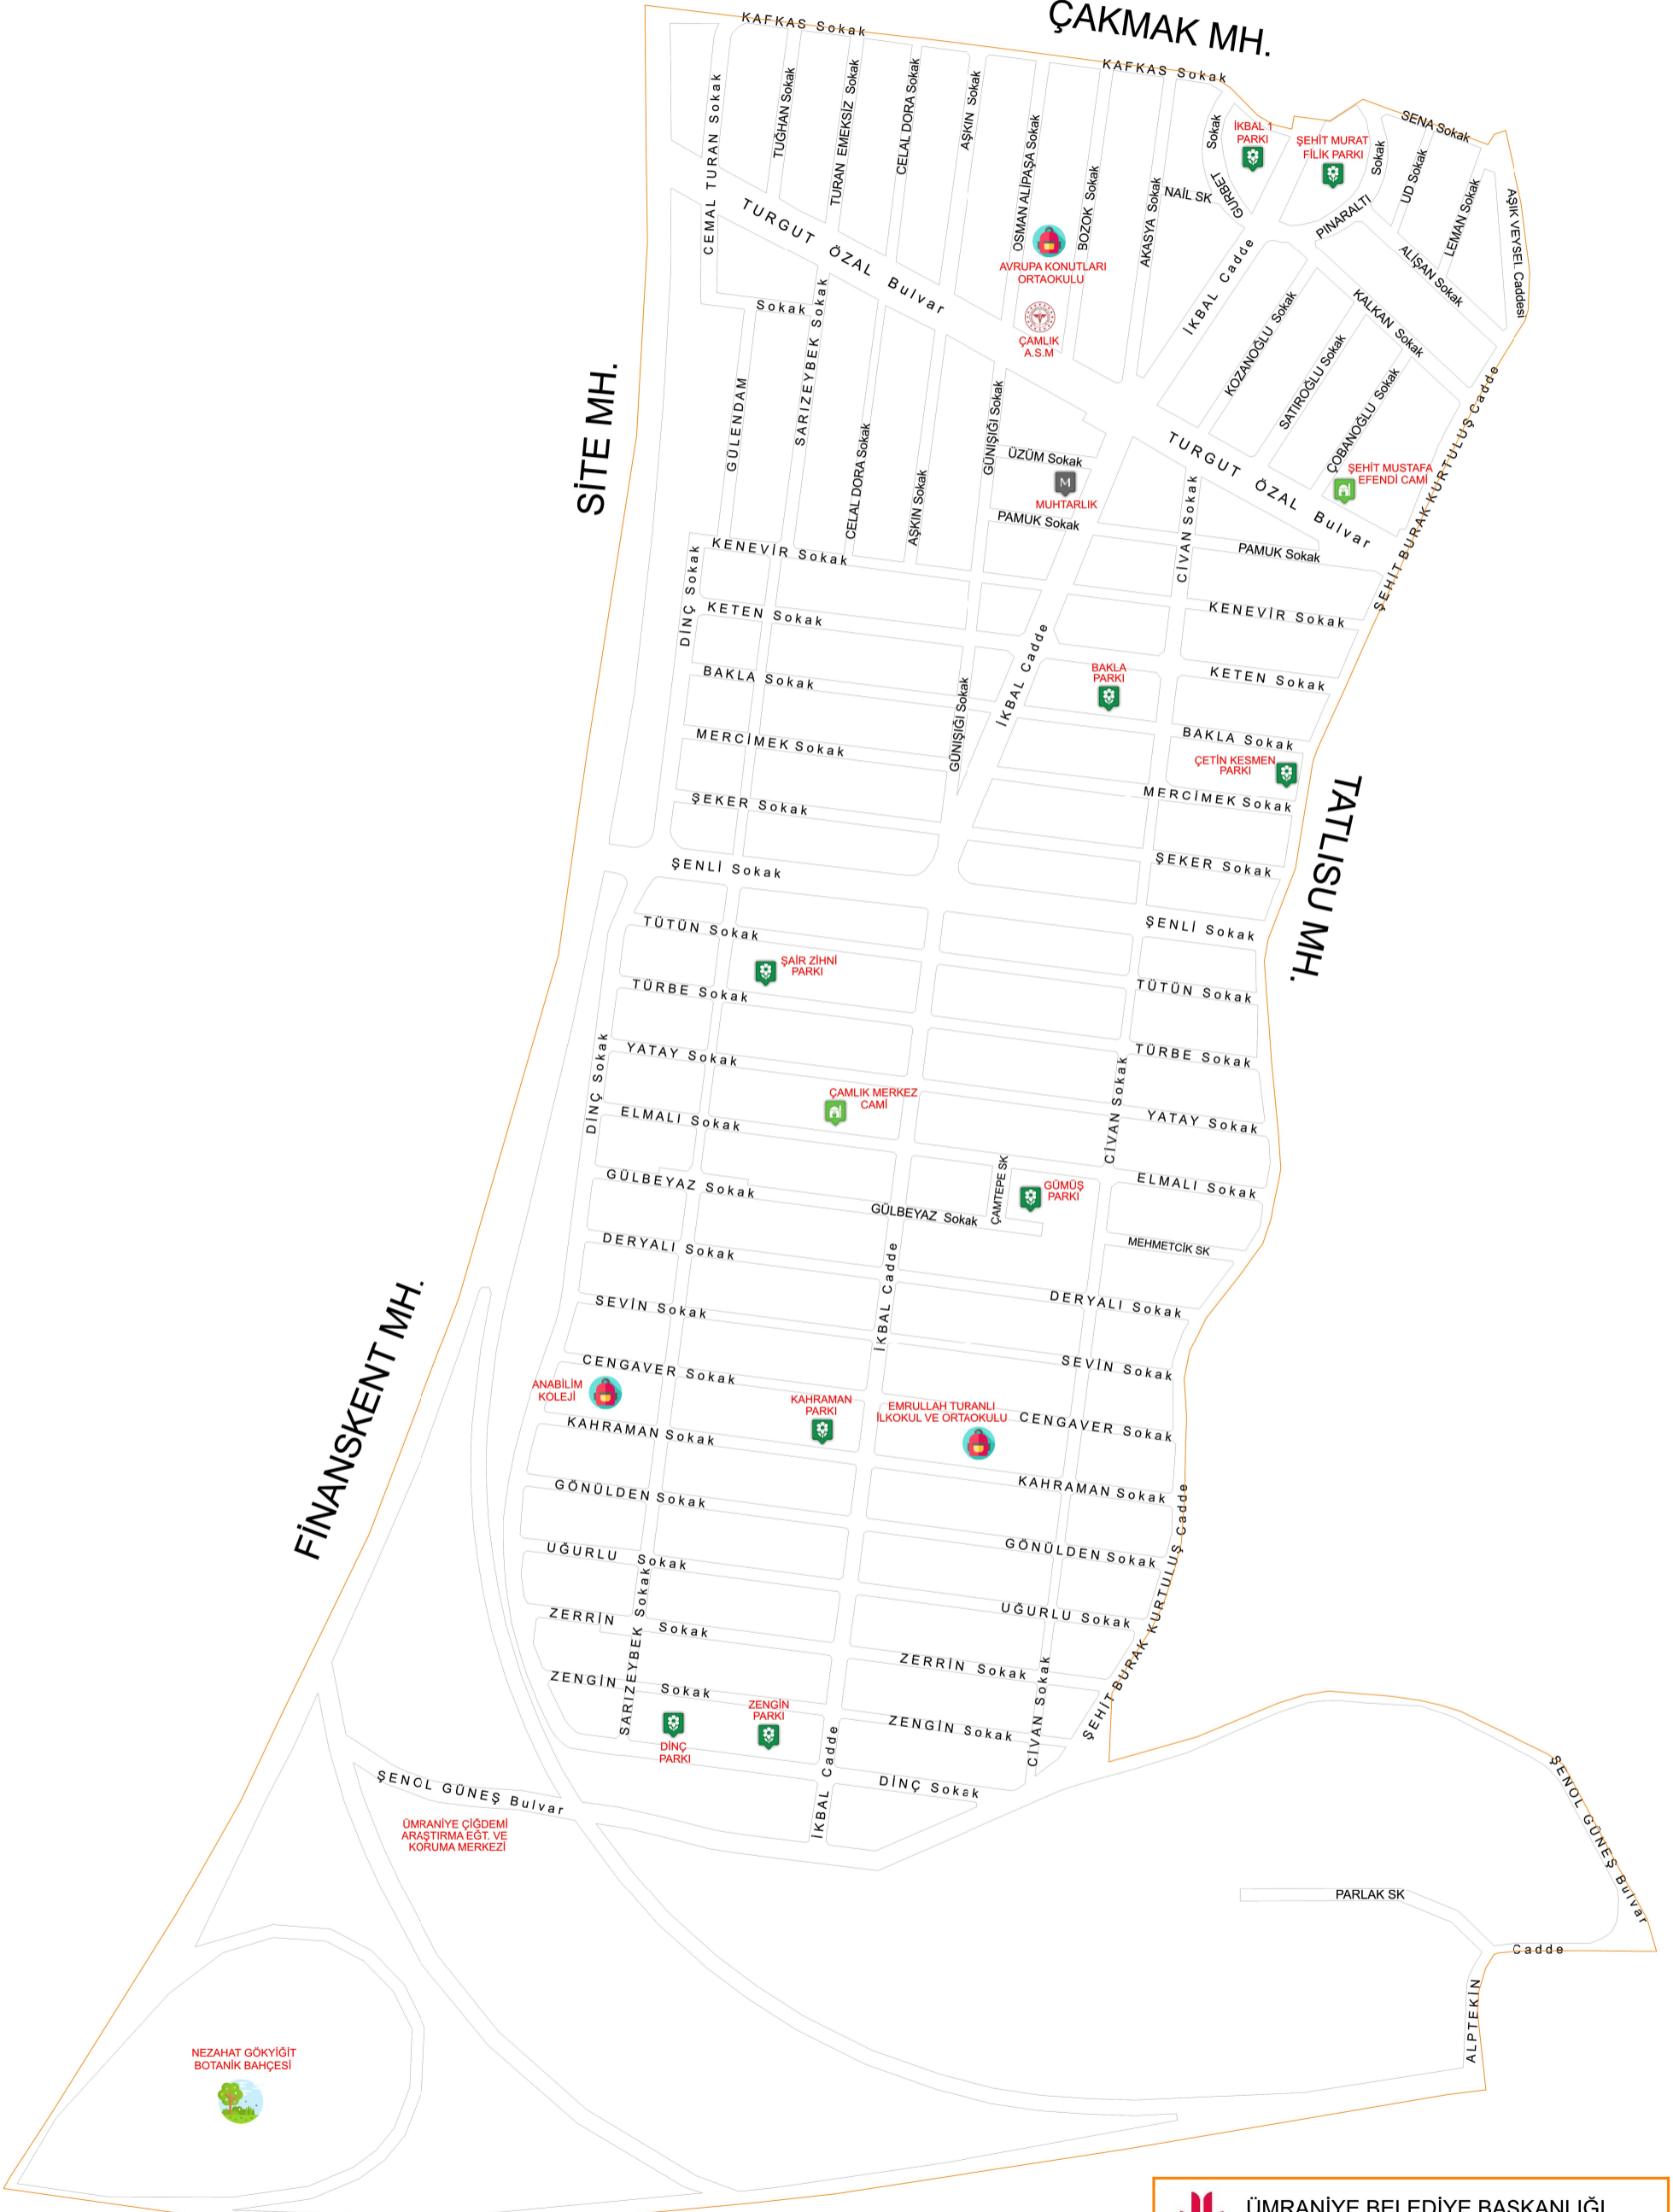 ÇAKMAK MH.
KAFKAS Sokak
KAFKAS Sokak
SENA Sokak
CEMAL TURAN Sokak
TUĞHAN Sokak
TURAN EMEKSİZ Sokak
CELAL DORA Sokak
AŞKIN Sokak
OSMAN ALİPAŞA Sokak
BOZOK Sokak
AKASYA Sokak
NAİL SK
GURBET Sokak
İKBAL 1
PARKI
ŞEHİT MURAT
FİLİK PARKI
PINARALTI Sokak
UD Sokak
LEMAN Sokak
AŞIK VEYSEL Caddesi
ALİŞAN Sokak
TURGUT ÖZAL Bulvar
AVRUPA KONUTLARI
ORTAOKULU
ÇAMLIK
A.S.M
İKBAL Cadde
KALKAN Sokak
KOZANOĞLU Sokak
SATIROĞLU Sokak
ÇOBANOĞLU Sokak
ŞEHİT BURAK KURTULUŞ Cadde
SİTE MH.
GÜLENDAM Sokak
SARIZEYBEK Sokak
CELAL DORA Sokak
AŞKIN Sokak
GÜNIŞIĞI Sokak
ÜZÜM Sokak
MUHTARLIK
PAMUK Sokak
TURGUT ÖZAL Bulvar
ŞEHİT MUSTAFA
EFENDİ CAMİ
CİVAN Sokak
PAMUK Sokak
DİNÇ Sokak
KENEVİR Sokak
KENEVİR Sokak
KETEN Sokak
KETEN Sokak
BAKLA Sokak
GÜNIŞIĞI Sokak
İKBAL Cadde
BAKLA
PARKI
BAKLA Sokak
MERCİMEK Sokak
ÇETİN KESMEN
PARKI
MERCİMEK Sokak
TATLISU MH.
ŞEKER Sokak
ŞEKER Sokak
ŞENLİ Sokak
ŞENLİ Sokak
TÜTÜN Sokak
ŞAİR ZİHNİ
PARKI
TÜTÜN Sokak
TÜRBE Sokak
TÜRBE Sokak
DİNÇ Sokak
YATAY Sokak
CİVAN Sokak
YATAY Sokak
ÇAMLIK MERKEZ
CAMİ
ELMALI Sokak
ELMALI Sokak
GÜLBEYAZ Sokak
GÜLBEYAZ Sokak
ÇAMTEPE SK
GÜMÜŞ
PARKI
MEHMETCİK SK
DERYALI Sokak
İKBAL Cadde
DERYALI Sokak
FİNANSKENT MH.
SEVİN Sokak
SEVİN Sokak
CENGAVER Sokak
ANABİLİM
KOLEJİ
KAHRAMAN
PARKI
EMRULLAH TURANLI
İLKOKUL VE ORTAOKULU
CENGAVER Sokak
KAHRAMAN Sokak
KAHRAMAN Sokak
GÖNÜLDEN Sokak
GÖNÜLDEN Sokak
UĞURLU Sokak
UĞURLU Sokak
ŞEHİT BURAK KURTULUŞ Cadde
ZERRİN Sokak
SARIZEYBEK Sokak
ZERRİN Sokak
CİVAN Sokak
ZENGİN Sokak
ZENGİN
PARKI
ZENGİN Sokak
DİNÇ
PARKI
İKBAL Cadde
DİNÇ Sokak
ŞENOL GÜNEŞ Bulvar
ŞENOL GÜNEŞ Bulvar
ÜMRANİYE ÇİĞDEMİ
ARAŞTIRMA EĞT. VE
KORUMA MERKEZİ
PARLAK SK
ALPTEKİN Cadde
NEZAHAT GÖKYİĞİT
BOTANİK BAHÇESİ
ÜMRANİYE BELEDİYE BAŞKANLIĞI